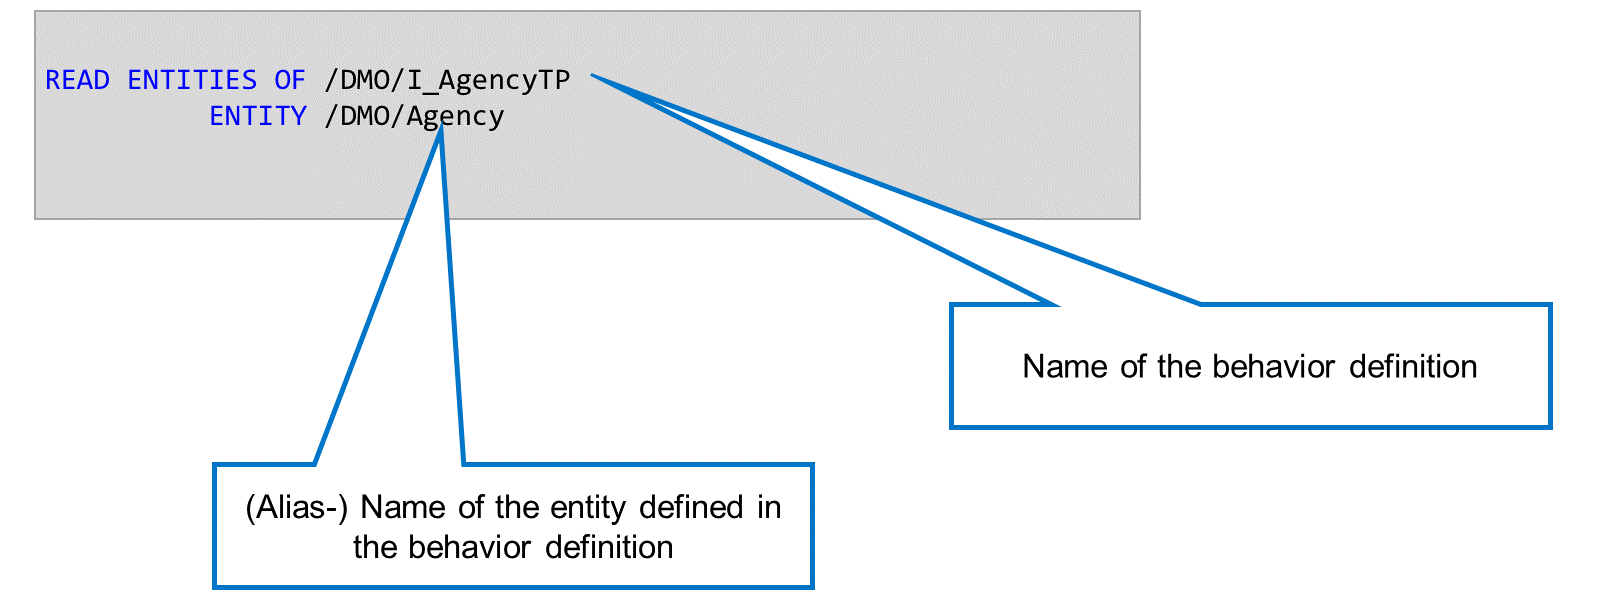 READ ENTITIES OF /DMO/I_AgencyTP
ENTITY /DMO/Agency
Name of the behavior definition
(Alias-) Name of the entity defined in
the behavior definition